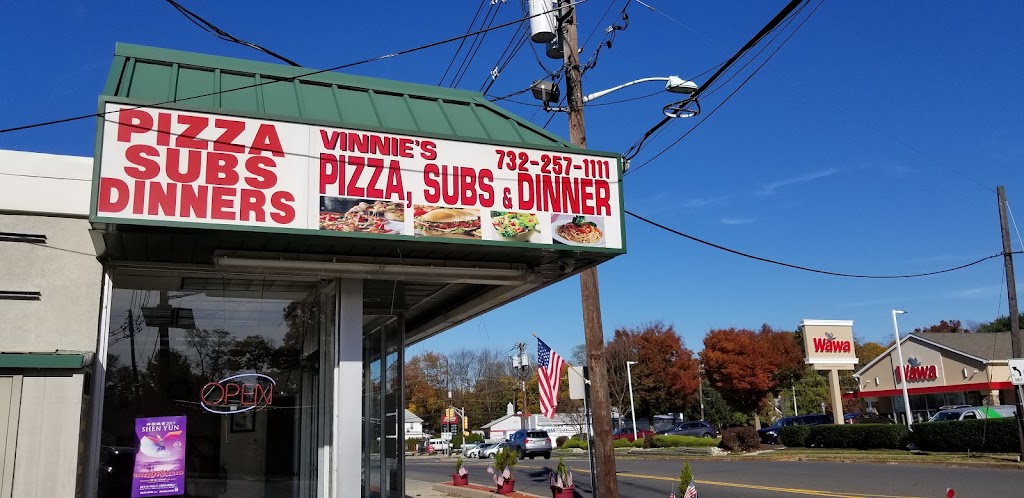 PIZZA
SUBS
DINNERS
VINNIE'S
732-257-1111
PIZZA, SUBS & DINNER
OPEN
SHEN YUN
Wawa
Wawa